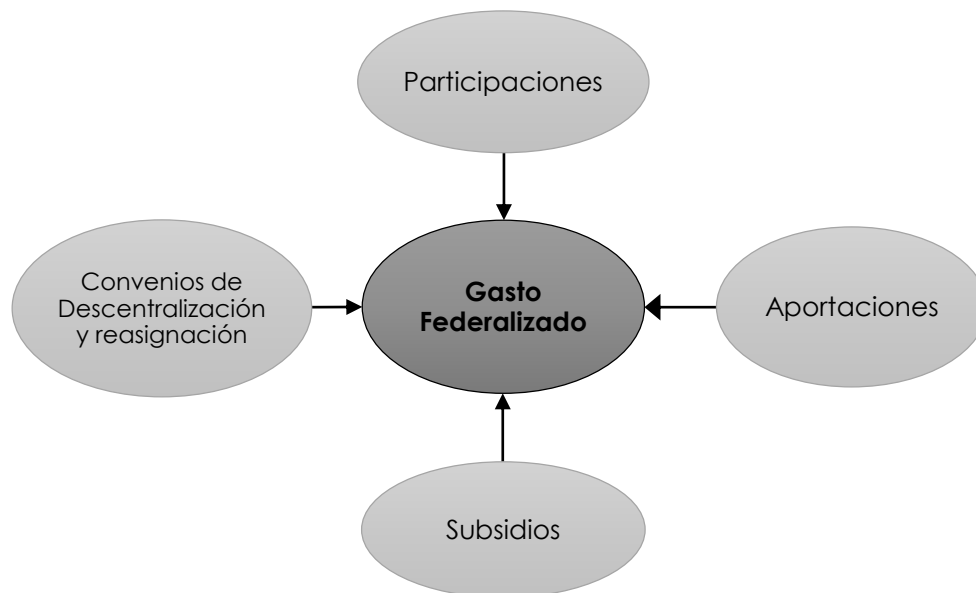 Participaciones
Convenios de
Descentralización
y reasignación
Gasto
Federalizado
Aportaciones
Subsidios